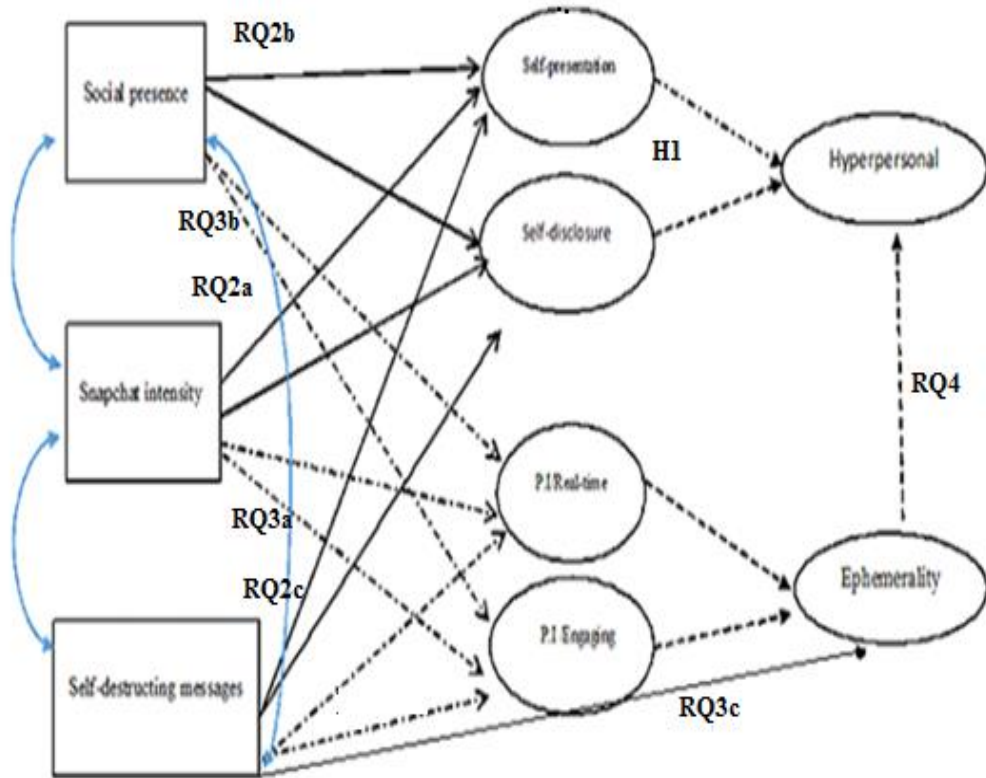 RQ2b
Self-presentation
Social presence
H1
Hyperpersonal
RQ3b
Self-disclosure
RQ2a
Snapchat intensity
RQ4
P.I Real-time
RQ3a
Ephemerality
RQ2c
P.I Engaging
Self-destructing messages
RQ3c